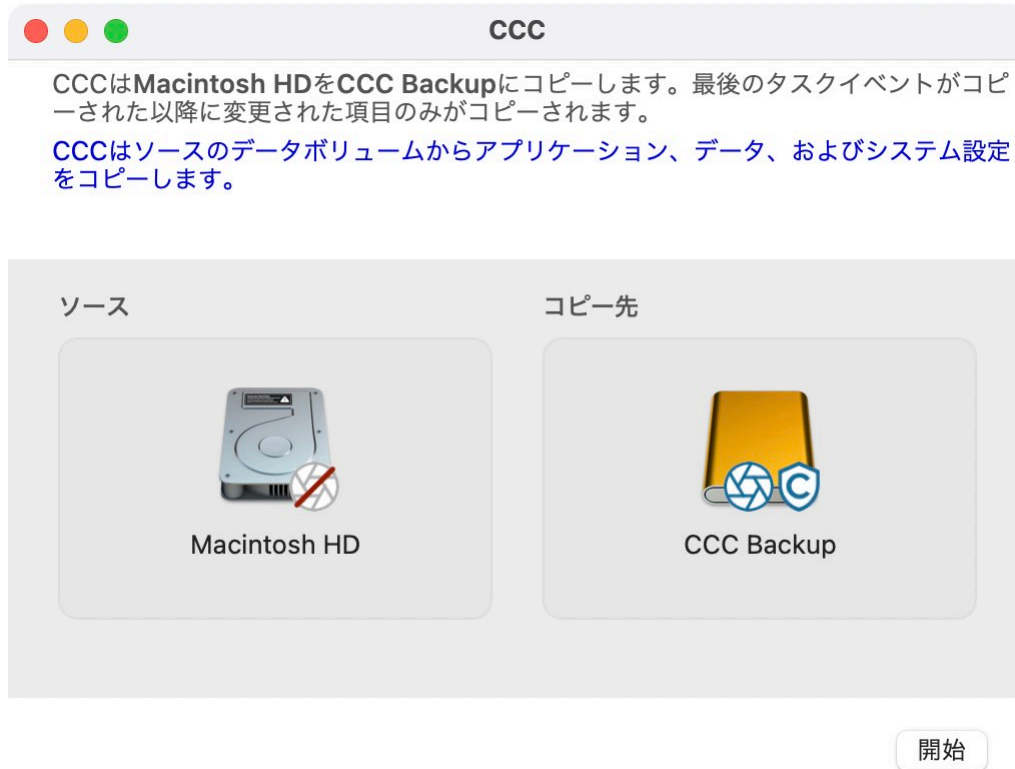 CCC
CCCはMacintosh HDをCCC Backupにコピーします。最後のタスクイベントがコピ
ーされた以降に変更された項目のみがコピーされます。
CCCはソースのデータボリュームからアプリケーション、データ、およびシステム設定
をコピーします。
ソース
コピー先
Macintosh HD
CCC Backup
開始